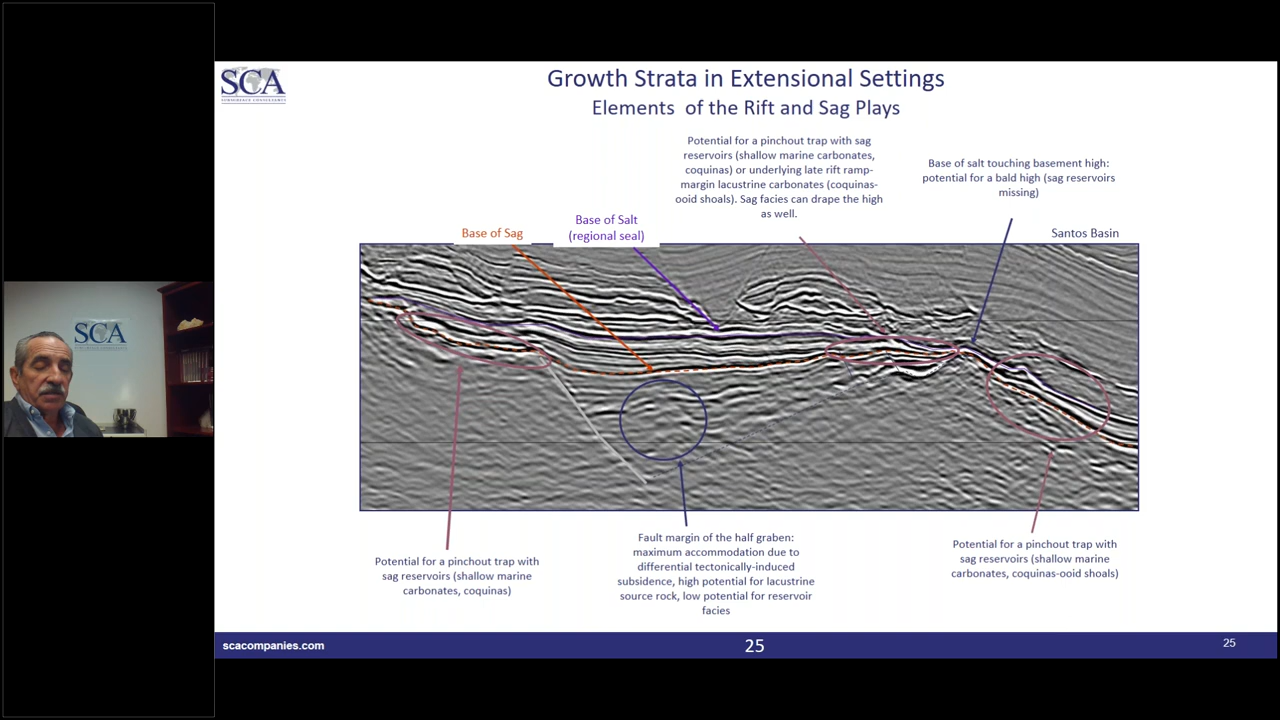 SCA
SUBSURFACE CONSULTANTS
Growth Strata in Extensional Settings
Elements of the Rift and Sag Plays
Potential for a pinchout trap with sag
reservoirs (shallow marine carbonates,
coquinas) or underlying late rift ramp-
margin lacustrine carbonates (coquinas-
ooid shoals). Sag facies can drape the high
as well.
Base of salt touching basement high:
potential for a bald high (sag reservoirs
missing)
Base of Salt
(regional seal)
Base of Sag
Santos Basin
SCA
Potential for a pinchout trap with
sag reservoirs (shallow marine
carbonates, coquinas)
Fault margin of the half graben:
maximum accommodation due to
differential tectonically-induced
subsidence, high potential for lacustrine
source rock, low potential for reservoir
facies
Potential for a pinchout trap with
sag reservoirs (shallow marine
carbonates, coquinas-ooid shoals)
scacompanies.com
25
25